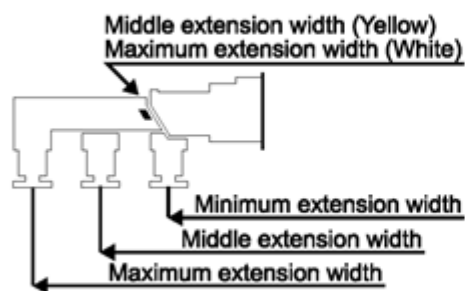 Middle extension width (Yellow)
Maximum extension width (White)
Minimum extension width
Middle extension width
Maximum extension width